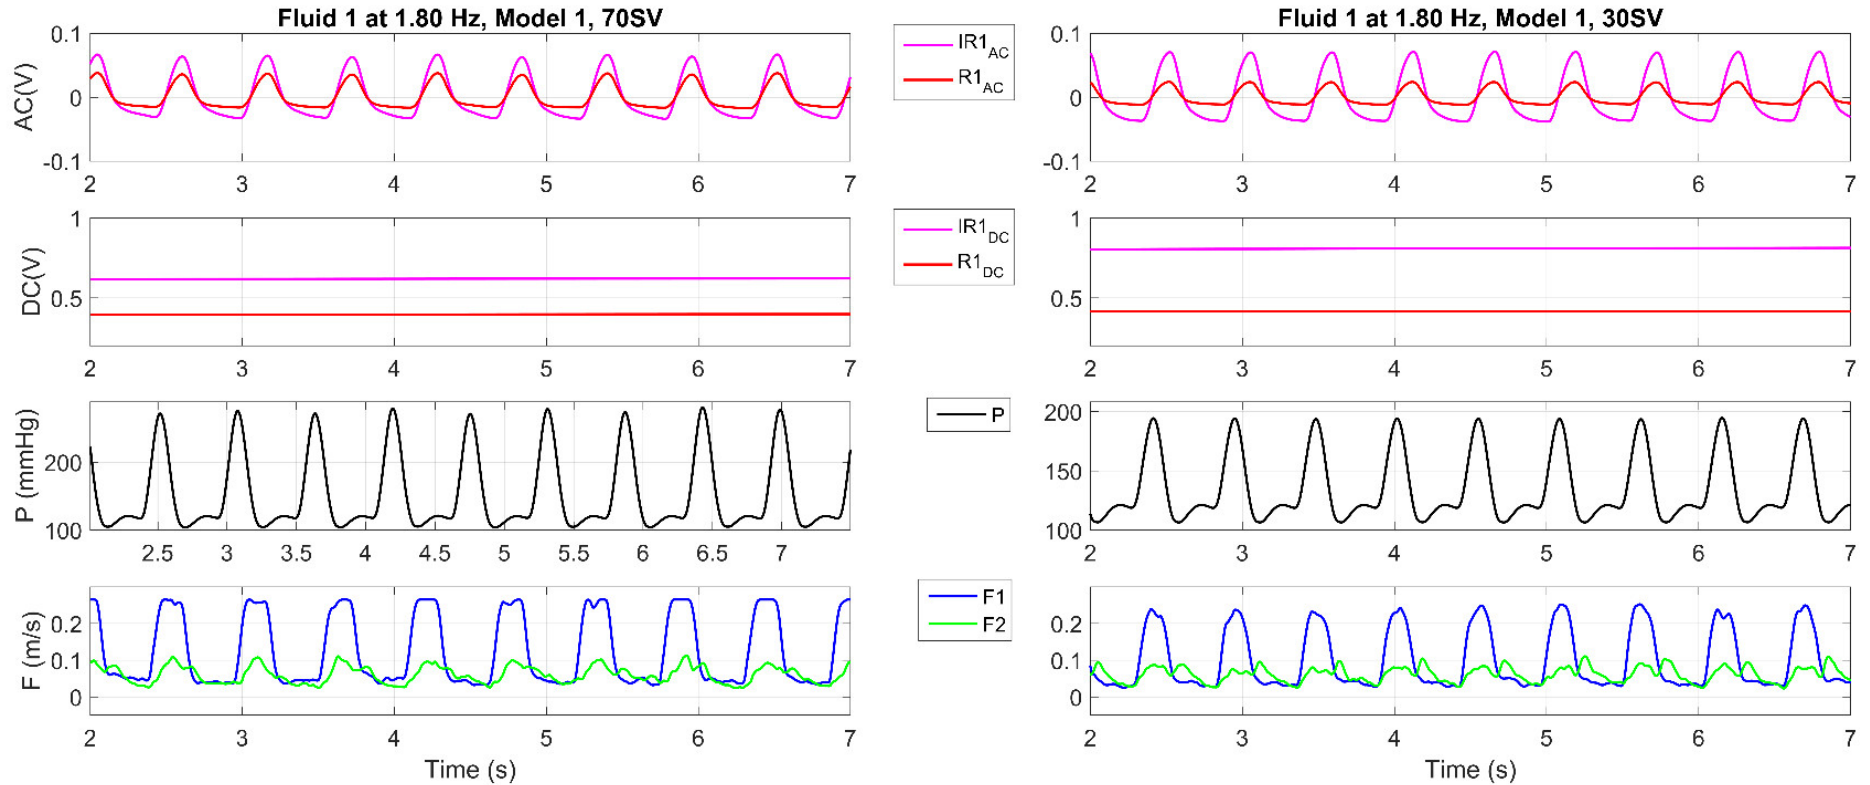 Fluid 1 at 1.80 Hz, Model 1, 70SV
AC(V)
0.1
0
-0.1
2 3 4 5 6 7
IR1AC
R1AC
Fluid 1 at 1.80 Hz, Model 1, 30SV
0.1
0
-0.1
2 3 4 5 6 7
DC(V)
1
0.5
2 3 4 5 6 7
IR1DC
R1DC
1
0.5
2 3 4 5 6 7
P (mmHg)
200
100
2.5 3 3.5 4 4.5 5 5.5 6 6.5 7
P
200
150
100
2 3 4 5 6 7
F (m/s)
0.2
0.1
0
2 3 4 5 6 7
Time (s)
F1
F2
0.2
0.1
0
2 3 4 5 6 7
Time (s)